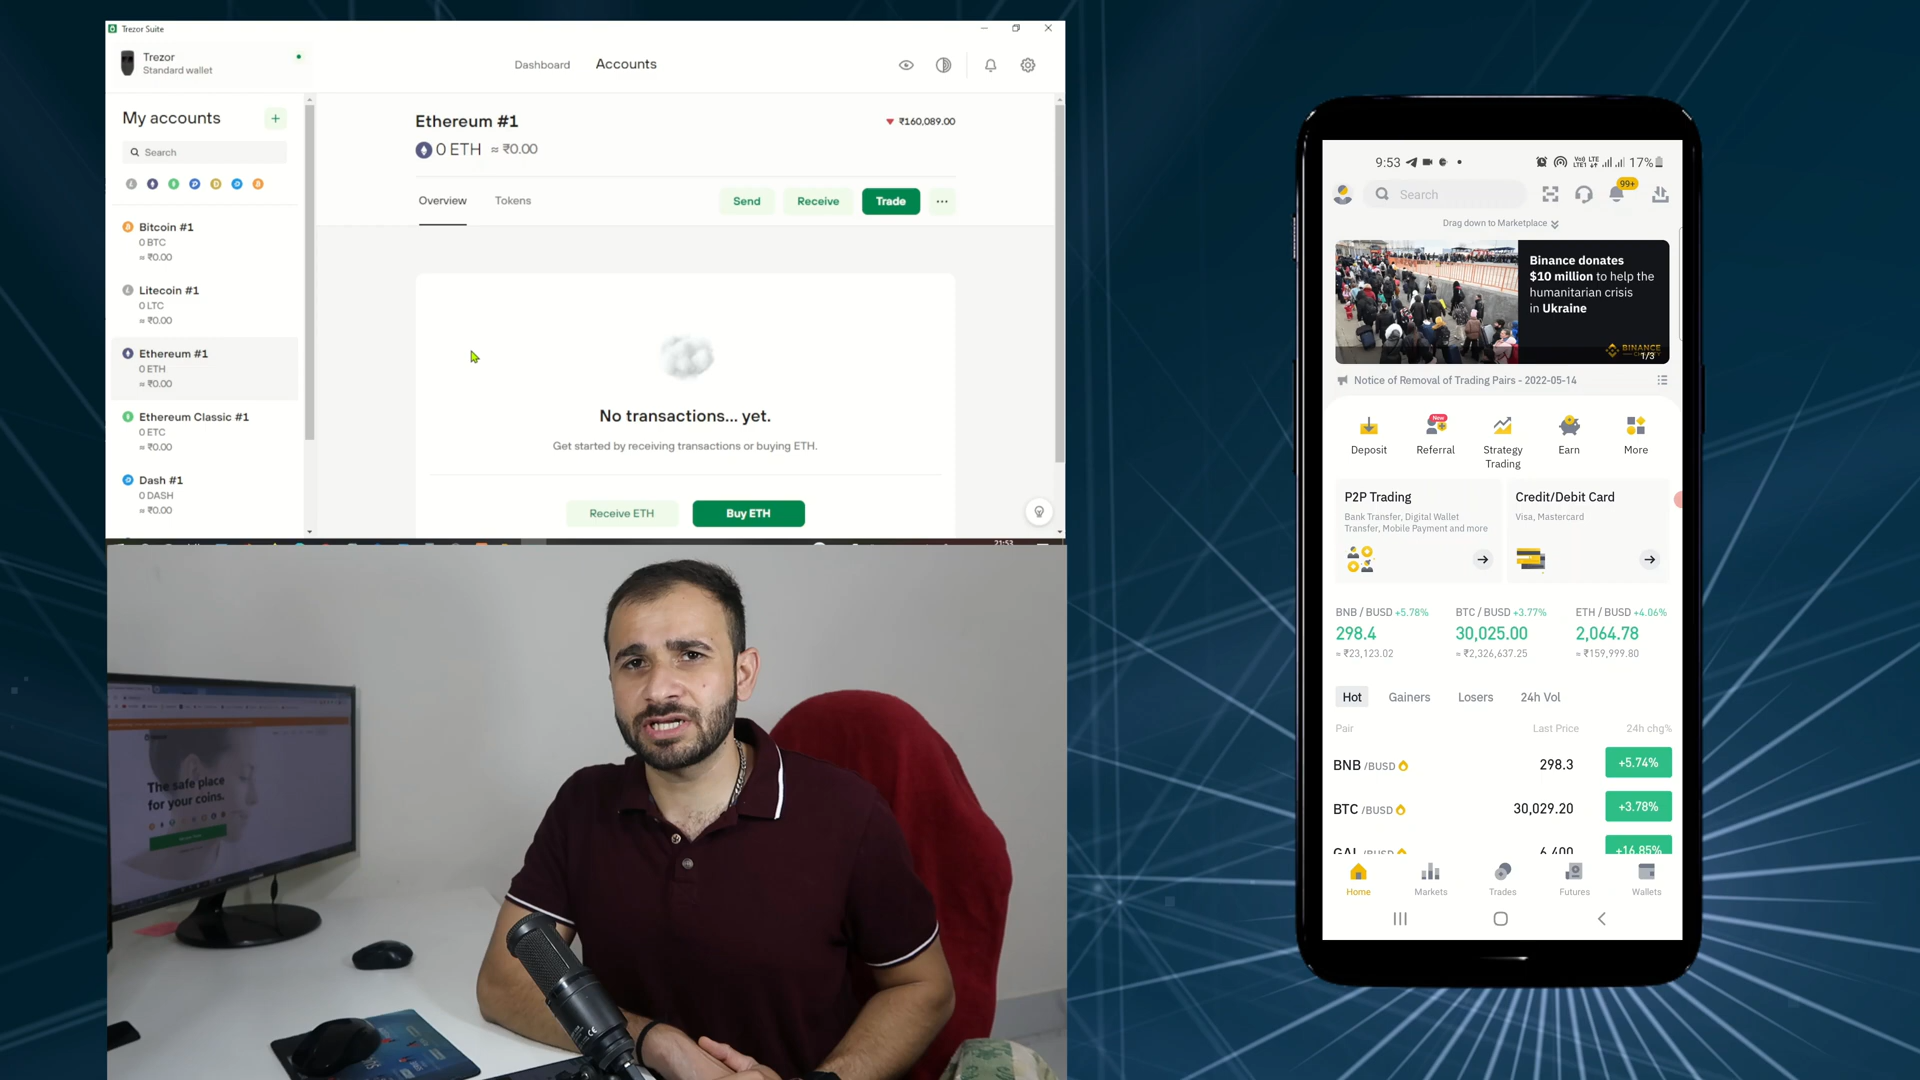 Trezor Suite
Trezor
Standard wallet
Dashboard
Accounts
My accounts
+
Search
Bitcoin #1
0 BTC
≈ ₹0.00
Litecoin #1
0 LTC
≈ ₹0.00
Ethereum #1
0 ETH
≈ ₹0.00
Ethereum Classic #1
0 ETC
≈ ₹0.00
Dash #1
0 DASH
≈ ₹0.00
Ethereum #1
₹160,089.00
0 ETH ≈ ₹0.00
Overview
Tokens
Send
Receive
Trade
...
No transactions... yet.
Get started by receiving transactions or buying ETH.
Receive ETH
Buy ETH
21:53
The safe place
for your coins.
9:53
17%
Search
99+
Drag down to Marketplace
Binance donates
$10 million to help the
humanitarian crisis
in Ukraine
BINANCE
1/3
Notice of Removal of Trading Pairs - 2022-05-14
Deposit
New
Referral
Strategy
Trading
Earn
More
P2P Trading
Bank Transfer, Digital Wallet
Transfer, Mobile Payment and more
Credit/Debit Card
Visa, Mastercard
BNB / BUSD +5.78%
298.4
≈ ₹23,123.02
BTC / BUSD +3.77%
30,025.00
≈ ₹2,326,637.25
ETH / BUSD +4.06%
2,064.78
≈ ₹159,999.80
Hot
Gainers
Losers
24h Vol
Pair
Last Price
24h chg%
BNB /BUSD
298.3
+5.74%
BTC /BUSD
30,029.20
+3.78%
GAL /BUSD
6.400
+16.85%
Home
Markets
Trades
Futures
Wallets